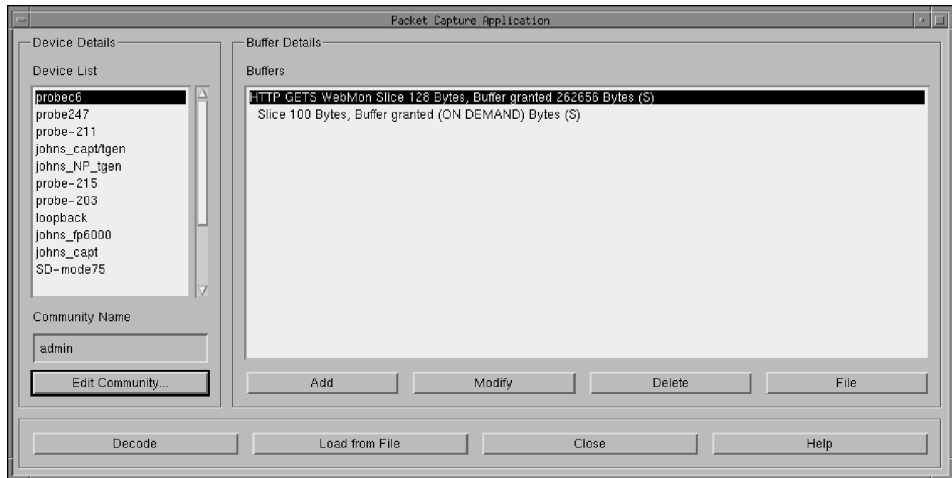 Packet Capture Application
Device Details
Device List
probec6
probe247
probe-211
johns_capt/tgen
johns_NP_tgen
probe-215
probe-203
loopback
johns_fp6000
johns_capt
SD-mode75
Community Name
admin
Edit Community...
Buffer Details
Buffers
HTTP GETS WebMon Slice 128 Bytes, Buffer granted 262656 Bytes (S)
Slice 100 Bytes, Buffer granted (ON DEMAND) Bytes (S)
Add
Modify
Delete
File
Decode
Load from File
Close
Help